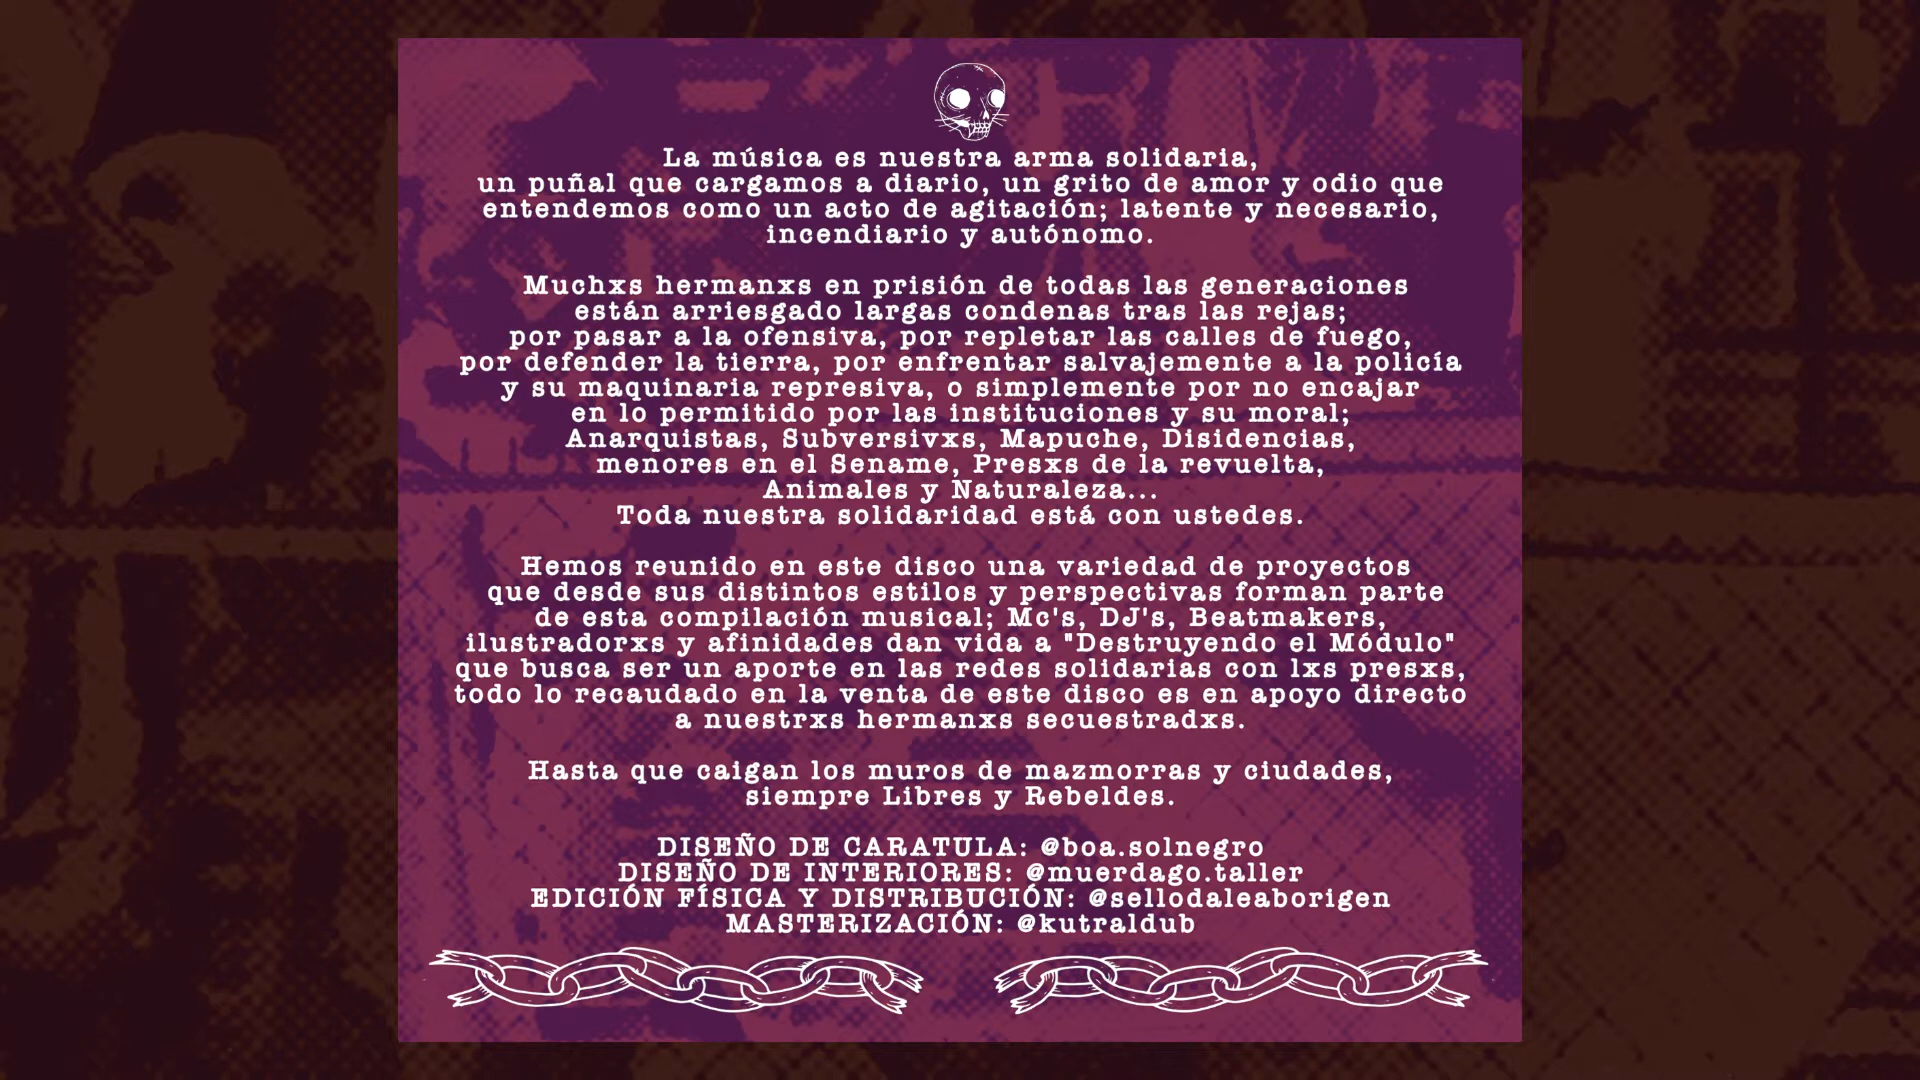 La música es nuestra arma solidaria,
un puñal que cargamos a diario, un grito de amor y odio que
entendemos como un acto de agitación; latente y necesario,
incendiario y autónomo.
Muchxs hermanxs en prisión de todas las generaciones
están arriesgado largas condenas tras las rejas;
por pasar a la ofensiva, por repletar las calles de fuego,
por defender la tierra, por enfrentar salvajemente a la policía
y su maquinaria represiva, o simplemente por no encajar
en lo permitido por las instituciones y su moral;
Anarquistas, Subversivxs, Mapuche, Disidencias,
menores en el Sename, Presxs de la revuelta,
Animales y Naturaleza...
Toda nuestra solidaridad está con ustedes.
Hemos reunido en este disco una variedad de proyectos
que desde sus distintos estilos y perspectivas forman parte
de esta compilación musical; Mc's, DJ's, Beatmakers,
ilustradorxs y afinidades dan vida a "Destruyendo el Módulo"
que busca ser un aporte en las redes solidarias con lxs presxs,
todo lo recaudado en la venta de este disco es en apoyo directo
a nuestrxs hermanxs secuestradxs.
Hasta que caigan los muros de mazmorras y ciudades,
siempre Libres y Rebeldes.
DISEÑO DE CARATULA: @boa.solnegro
DISEÑO DE INTERIORES: @muerdago.taller
EDICIÓN FÍSICA Y DISTRIBUCIÓN: @sellodaleaborigen
MASTERIZACIÓN: @kutraldub